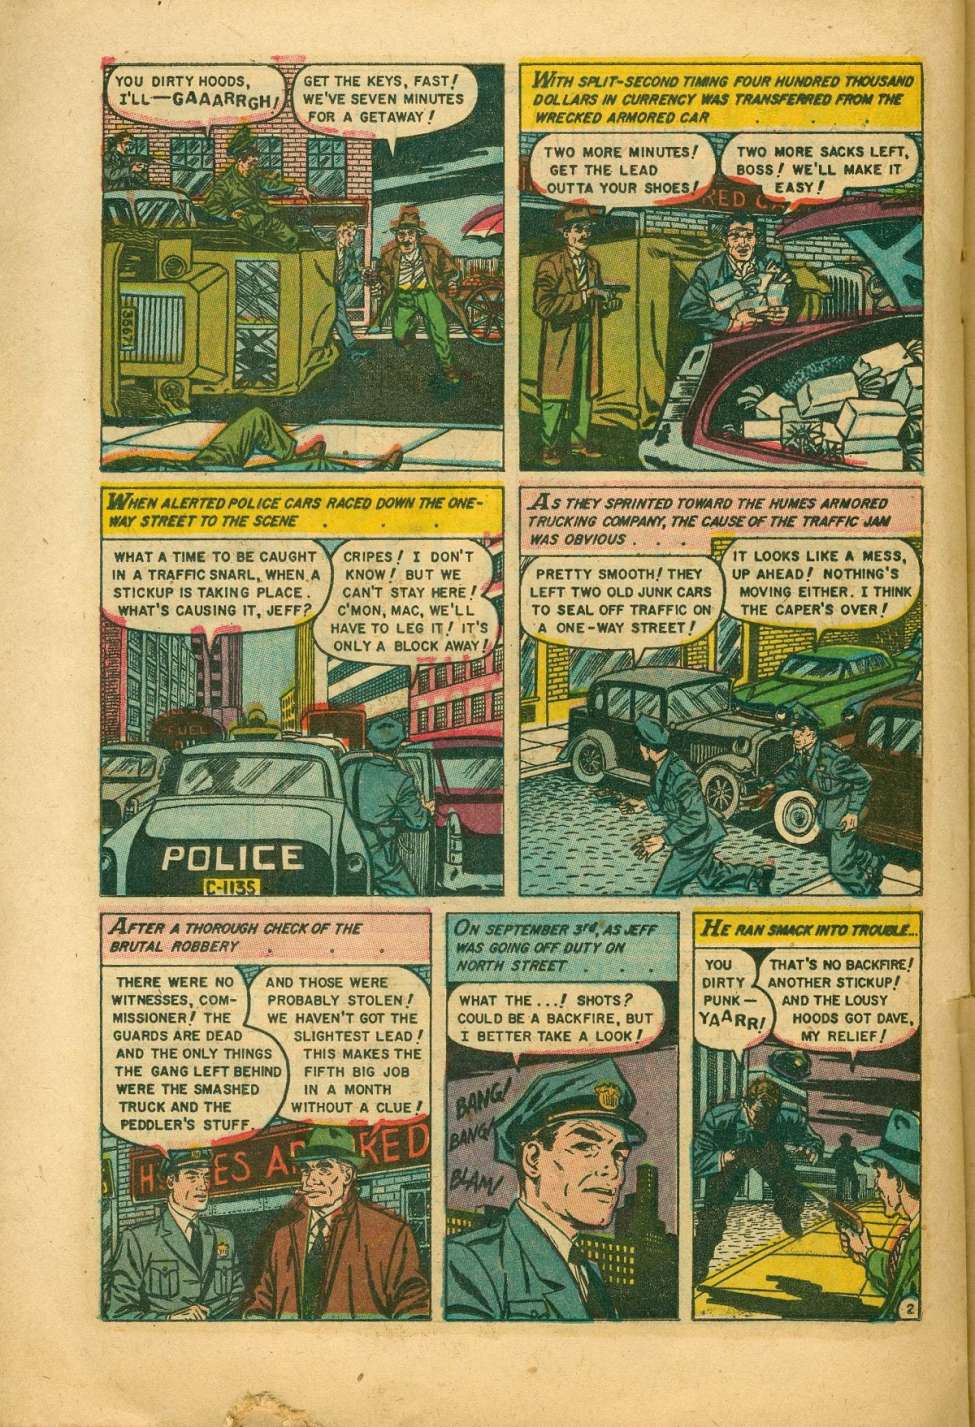 YOU DIRTY HOODS,
I'LL—GAAARRGH!
GET THE KEYS, FAST!
WE'VE SEVEN MINUTES
FOR A GETAWAY!
3667
WITH SPLIT-SECOND TIMING FOUR HUNDRED THOUSAND
DOLLARS IN CURRENCY WAS TRANSFERRED FROM THE
WRECKED ARMORED CAR . . .
TWO MORE MINUTES!
GET THE LEAD
OUTTA YOUR SHOES!
TWO MORE SACKS LEFT,
BOSS! WE'LL MAKE IT
EASY!
RED CA
WHEN ALERTED POLICE CARS RACED DOWN THE ONE-
WAY STREET TO THE SCENE . . . .
WHAT A TIME TO BE CAUGHT
IN A TRAFFIC SNARL, WHEN A
STICKUP IS TAKING PLACE.
WHAT'S CAUSING IT, JEFF?
CRIPES! I DON'T
KNOW! BUT WE
CAN'T STAY HERE!
C'MON, MAC, WE'LL
HAVE TO LEG IT! IT'S
ONLY A BLOCK AWAY!
FUEL
POLICE
C-1135
AS THEY SPRINTED TOWARD THE HUMES ARMORED
TRUCKING COMPANY, THE CAUSE OF THE TRAFFIC JAM
WAS OBVIOUS . . . .
PRETTY SMOOTH! THEY
LEFT TWO OLD JUNK CARS
TO SEAL OFF TRAFFIC ON
A ONE-WAY STREET!
IT LOOKS LIKE A MESS,
UP AHEAD! NOTHING'S
MOVING EITHER. I THINK
THE CAPER'S OVER!
AFTER A THOROUGH CHECK OF THE
BRUTAL ROBBERY . . . .
THERE WERE NO
WITNESSES, COM-
MISSIONER! THE
GUARDS ARE DEAD
AND THE ONLY THINGS
THE GANG LEFT BEHIND
WERE THE SMASHED
TRUCK AND THE
PEDDLER'S STUFF.
AND THOSE WERE
PROBABLY STOLEN!
WE HAVEN'T GOT THE
SLIGHTEST LEAD!
THIS MAKES THE
FIFTH BIG JOB
IN A MONTH
WITHOUT A CLUE!
H ES A KED
ON SEPTEMBER 3rd, AS JEFF
WAS GOING OFF DUTY ON
NORTH STREET . . . .
WHAT THE...! SHOTS?
COULD BE A BACKFIRE, BUT
I BETTER TAKE A LOOK!
BANG!
BANG!
BLAM!
HE RAN SMACK INTO TROUBLE...
YOU
DIRTY
PUNK—
YAARR!
THAT'S NO BACKFIRE!
ANOTHER STICKUP!
AND THE LOUSY
HOODS GOT DAVE,
MY RELIEF!
2